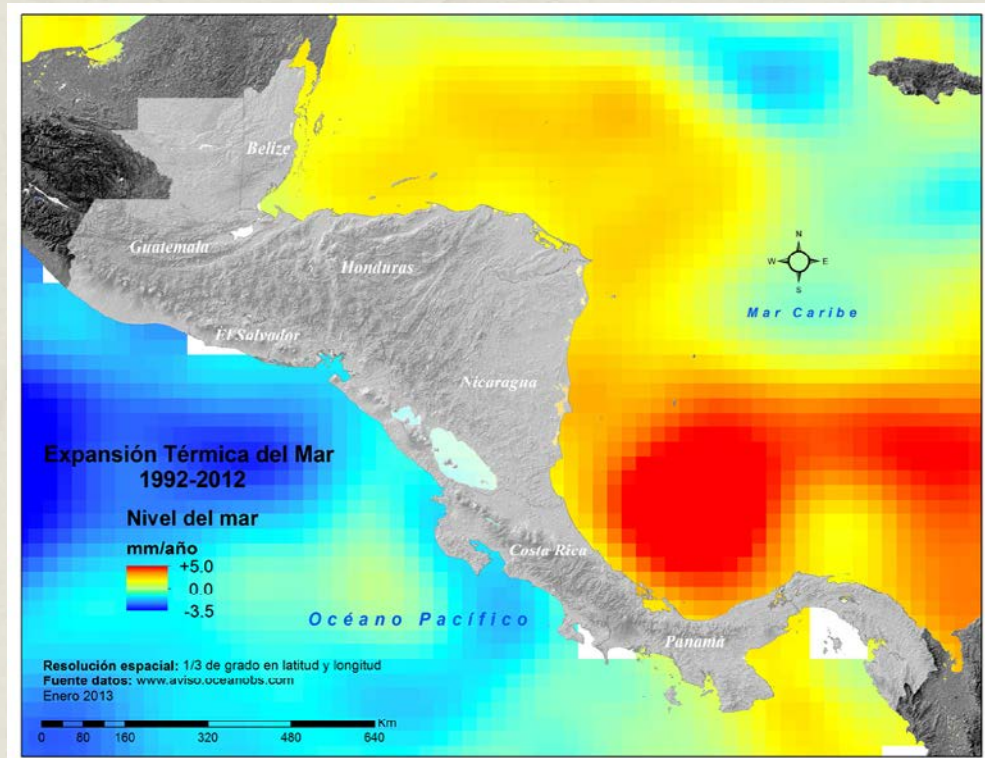 Belize
Guatemala
Honduras
N
W E
S
Mar Caribe
El Salvador
Nicaragua
Expansión Térmica del Mar
1992-2012
Nivel del mar
mm/año
+5.0
0.0
-3.5
Costa Rica
Océano Pacífico
Panamá
Resolución espacial: 1/3 de grado en latitud y longitud
Fuente datos: www.aviso.oceanobs.com
Enero 2013
Km
0 80 160 320 480 640